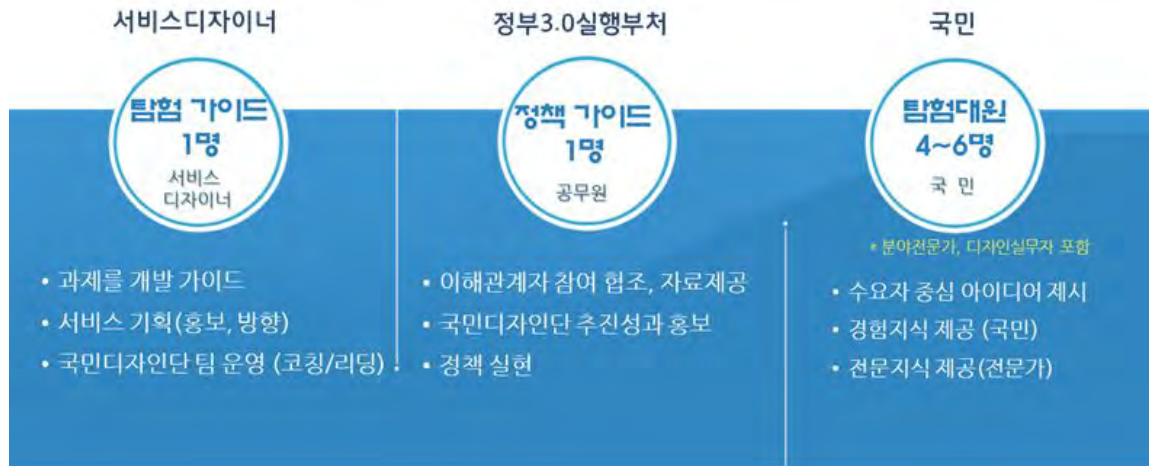 서비스디자이너
탐험 가이드
1명
서비스
디자이너
• 과제를 개발 가이드
• 서비스 기획(홍보, 방향)
• 국민디자인단 팀 운영 (코칭/리딩)
정부3.0실행부처
정책 가이드
1명
공무원
• 이해관계자 참여 협조, 자료제공
• 국민디자인단 추진성과 홍보
• 정책 실현
국민
탐험대원
4~6명
국 민
* 분야전문가, 디자인실무자 포함
• 수요자 중심 아이디어 제시
• 경험지식 제공 (국민)
• 전문지식 제공(전문가)